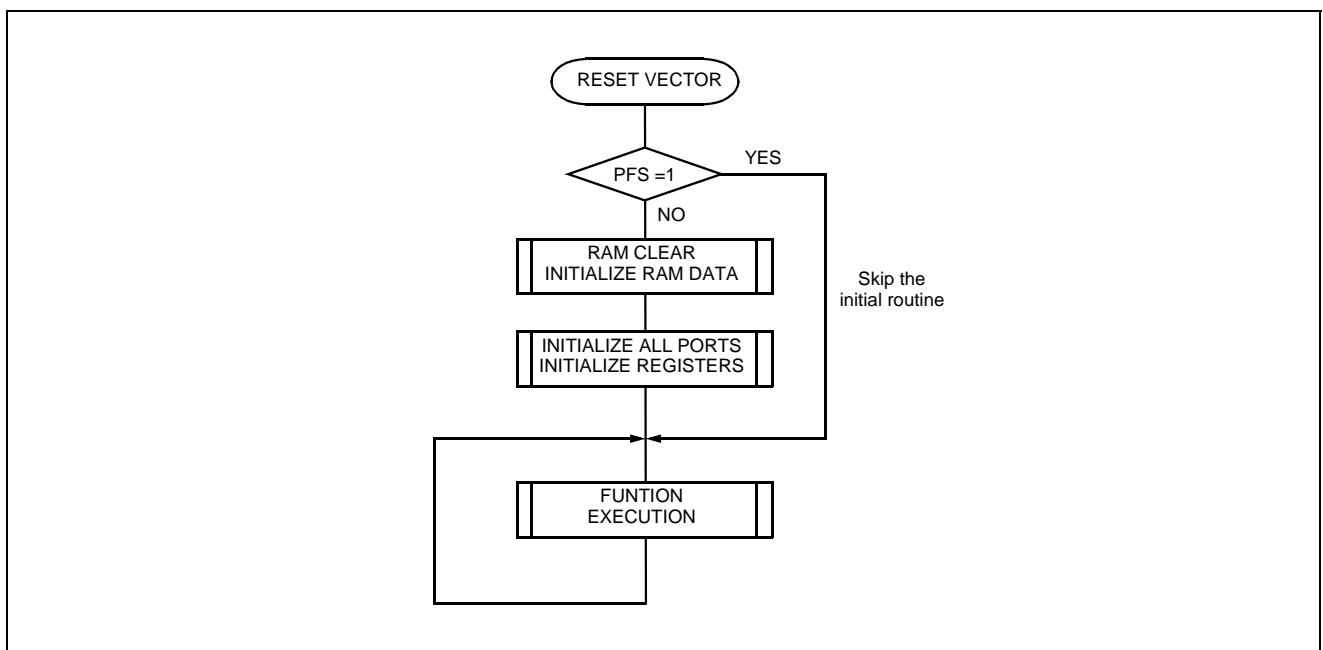 RESET VECTOR
YES
PFS =1
NO
RAM CLEAR
INITIALIZE RAM DATA
Skip the
initial routine
INITIALIZE ALL PORTS
INITIALIZE REGISTERS
FUNTION
EXECUTION